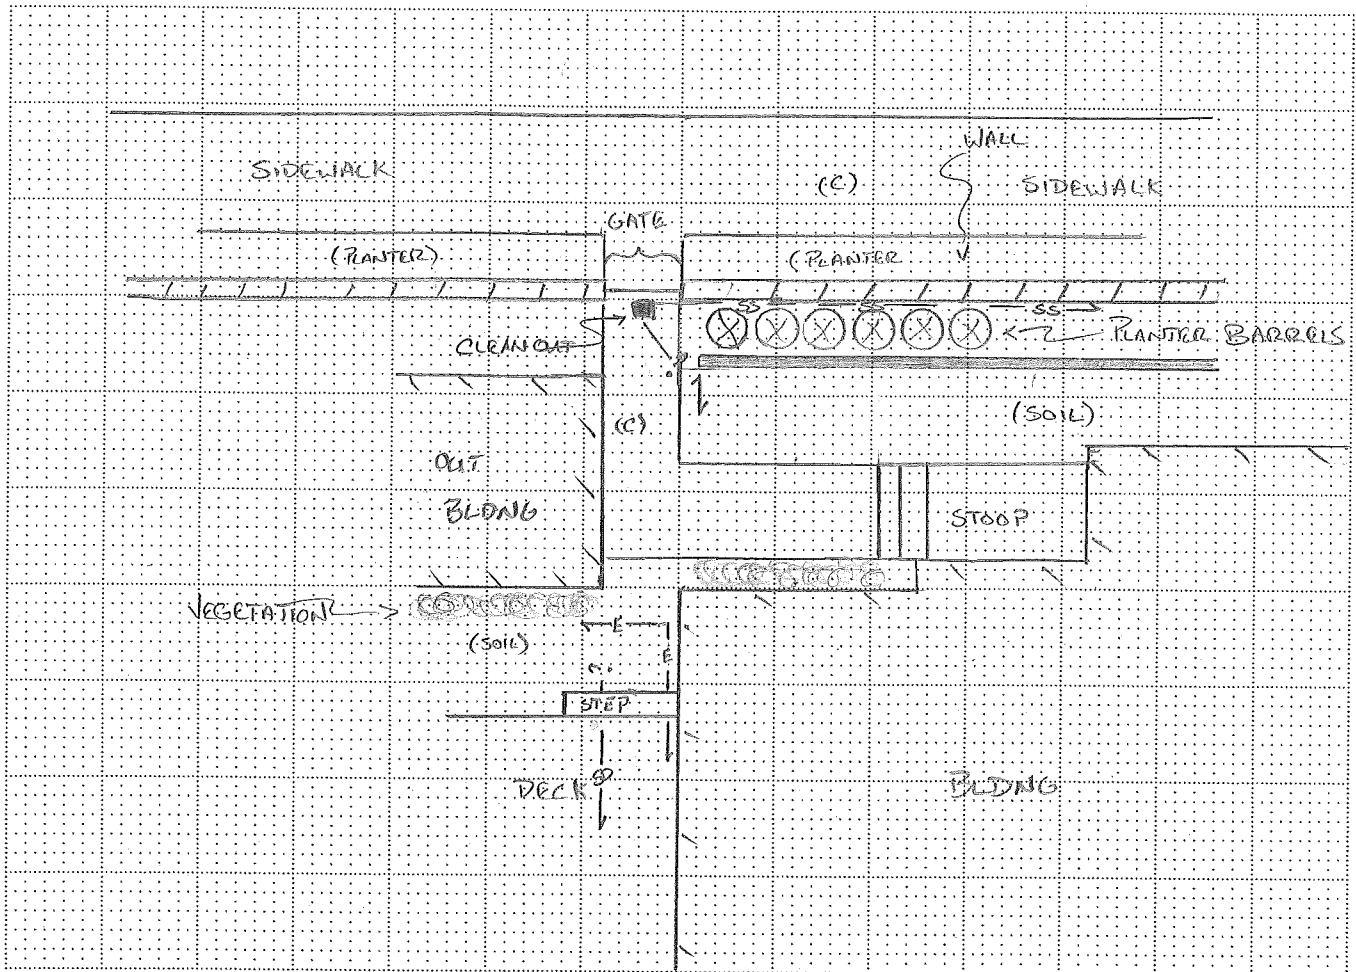 WALL
SIDEWALK
(C)
SIDEWALK
GATE
(PLANTER)
(PLANTER
SS
SS
SS
PLANTER BARRELS
CLEANOUT
(SOIL)
(C)
OUT
BLDNG
STOOP
VEGETATION
(SOIL)
E
E
STEP
DECK
BLDNG